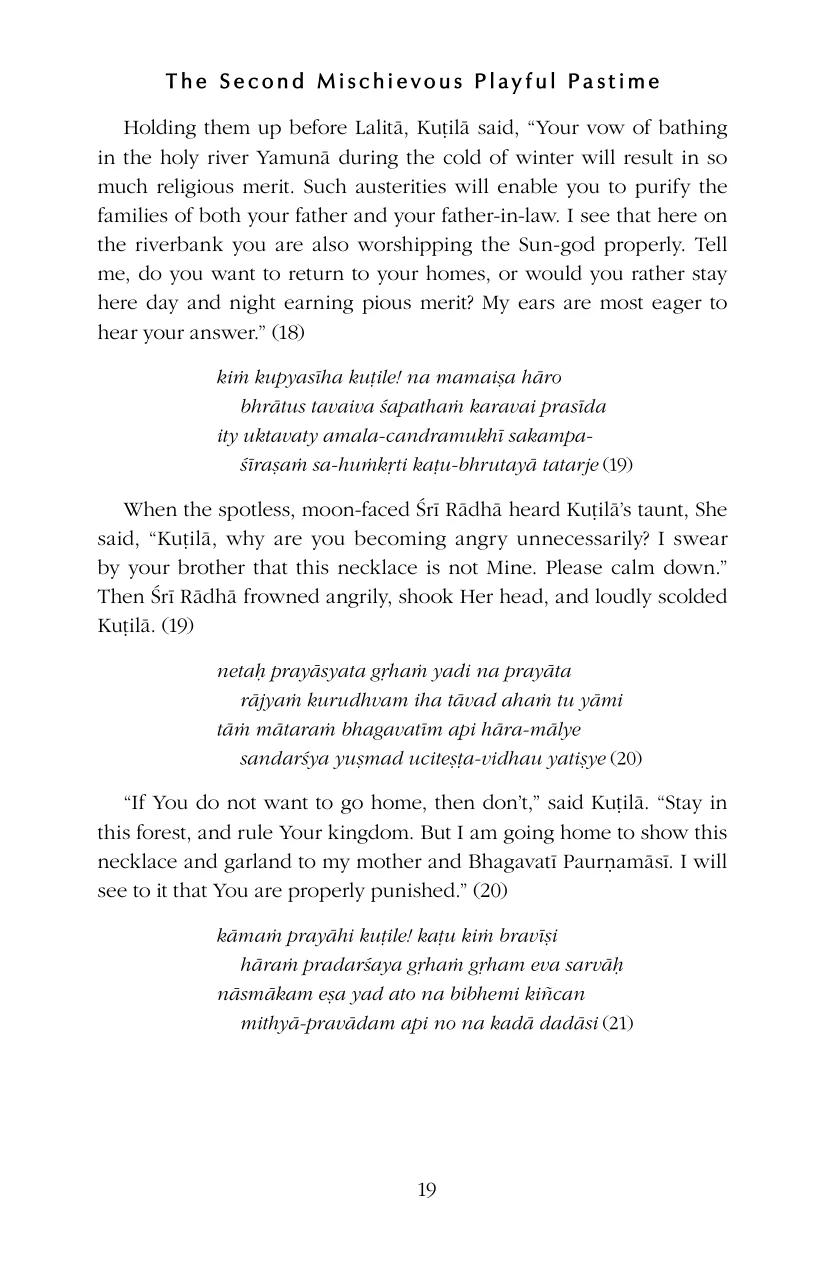 The Second Mischievous Playful Pastime
Holding them up before Lalitā, Kuṭilā said, “Your vow of bathing
in the holy river Yamunā during the cold of winter will result in so
much religious merit. Such austerities will enable you to purify the
families of both your father and your father-in-law. I see that here on
the riverbank you are also worshipping the Sun-god properly. Tell
me, do you want to return to your homes, or would you rather stay
here day and night earning pious merit? My ears are most eager to
hear your answer.” (18)
kiṁ kupyasīha kuṭile! na mamaiṣa hāro
bhrātus tavaiva śapathaṁ karavai prasīda
ity uktavaty amala-candramukhī sakampa-
śīraṣaṁ sa-huṁkṛti kaṭu-bhrutayā tatarje (19)
When the spotless, moon-faced Śrī Rādhā heard Kuṭilā’s taunt, She
said, “Kuṭilā, why are you becoming angry unnecessarily? I swear
by your brother that this necklace is not Mine. Please calm down.”
Then Śrī Rādhā frowned angrily, shook Her head, and loudly scolded
Kuṭilā. (19)
netaḥ prayāsyata gṛhaṁ yadi na prayāta
rājyaṁ kurudhvam iha tāvad ahaṁ tu yāmi
tāṁ mātaraṁ bhagavatīm api hāra-mālye
sandarśya yuṣmad uciteṣṭa-vidhau yatiṣye (20)
“If You do not want to go home, then don’t,” said Kuṭilā. “Stay in
this forest, and rule Your kingdom. But I am going home to show this
necklace and garland to my mother and Bhagavatī Paurṇamāsī. I will
see to it that You are properly punished.” (20)
kāmaṁ prayāhi kuṭile! kaṭu kiṁ bravīṣi
hāraṁ pradarśaya gṛhaṁ gṛham eva sarvāḥ
nāsmākam eṣa yad ato na bibhemi kiñcan
mithyā-pravādam api no na kadā dadāsi (21)
19